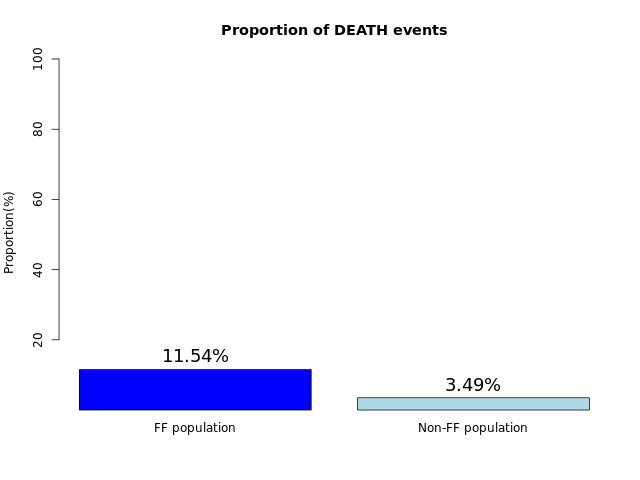 Proportion of DEATH events
Proportion(%)
100
80
60
40
20
11.54%
3.49%
FF population
Non-FF population